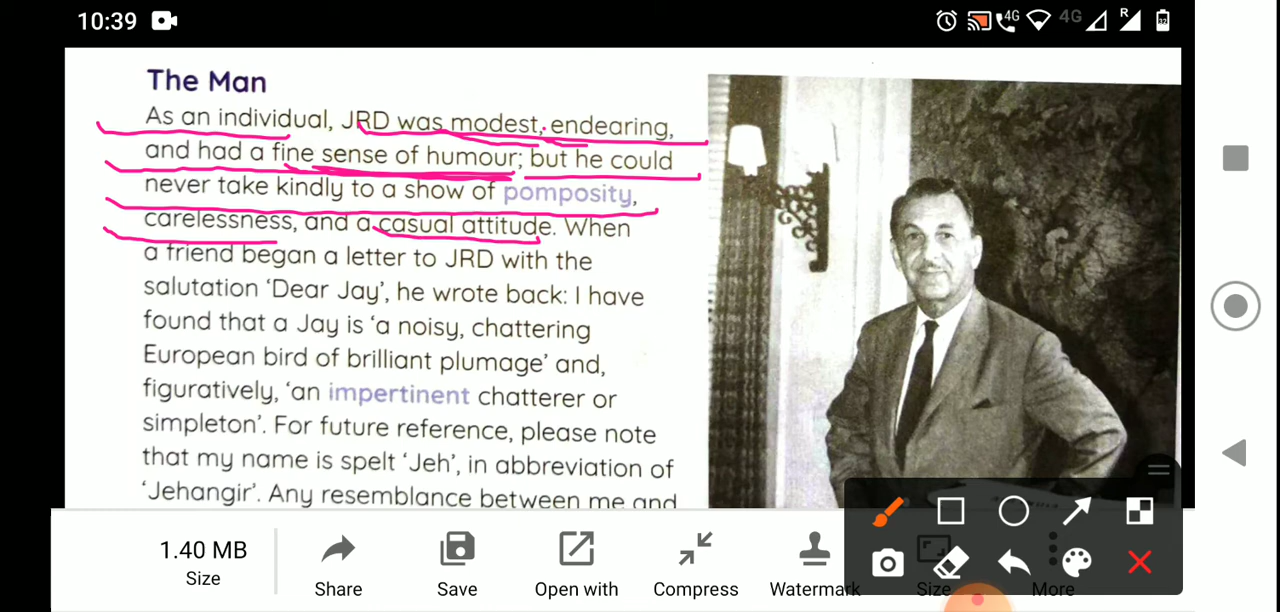 10:39
4G
4G
R
The Man
As an individual, JRD was modest, endearing,
and had a fine sense of humour; but he could
never take kindly to a show of pomposity,
carelessness, and a casual attitude. When
a friend began a letter to JRD with the
salutation ‘Dear Jay’, he wrote back: I have
found that a Jay is ‘a noisy, chattering
European bird of brilliant plumage’ and,
figuratively, ‘an impertinent chatterer or
simpleton’. For future reference, please note
that my name is spelt ‘Jeh’, in abbreviation of
‘Jehangir’. Any resemblance between me and
1.40 MB
Size
Share
Save
Open with
Compress
Watermark
Size
More